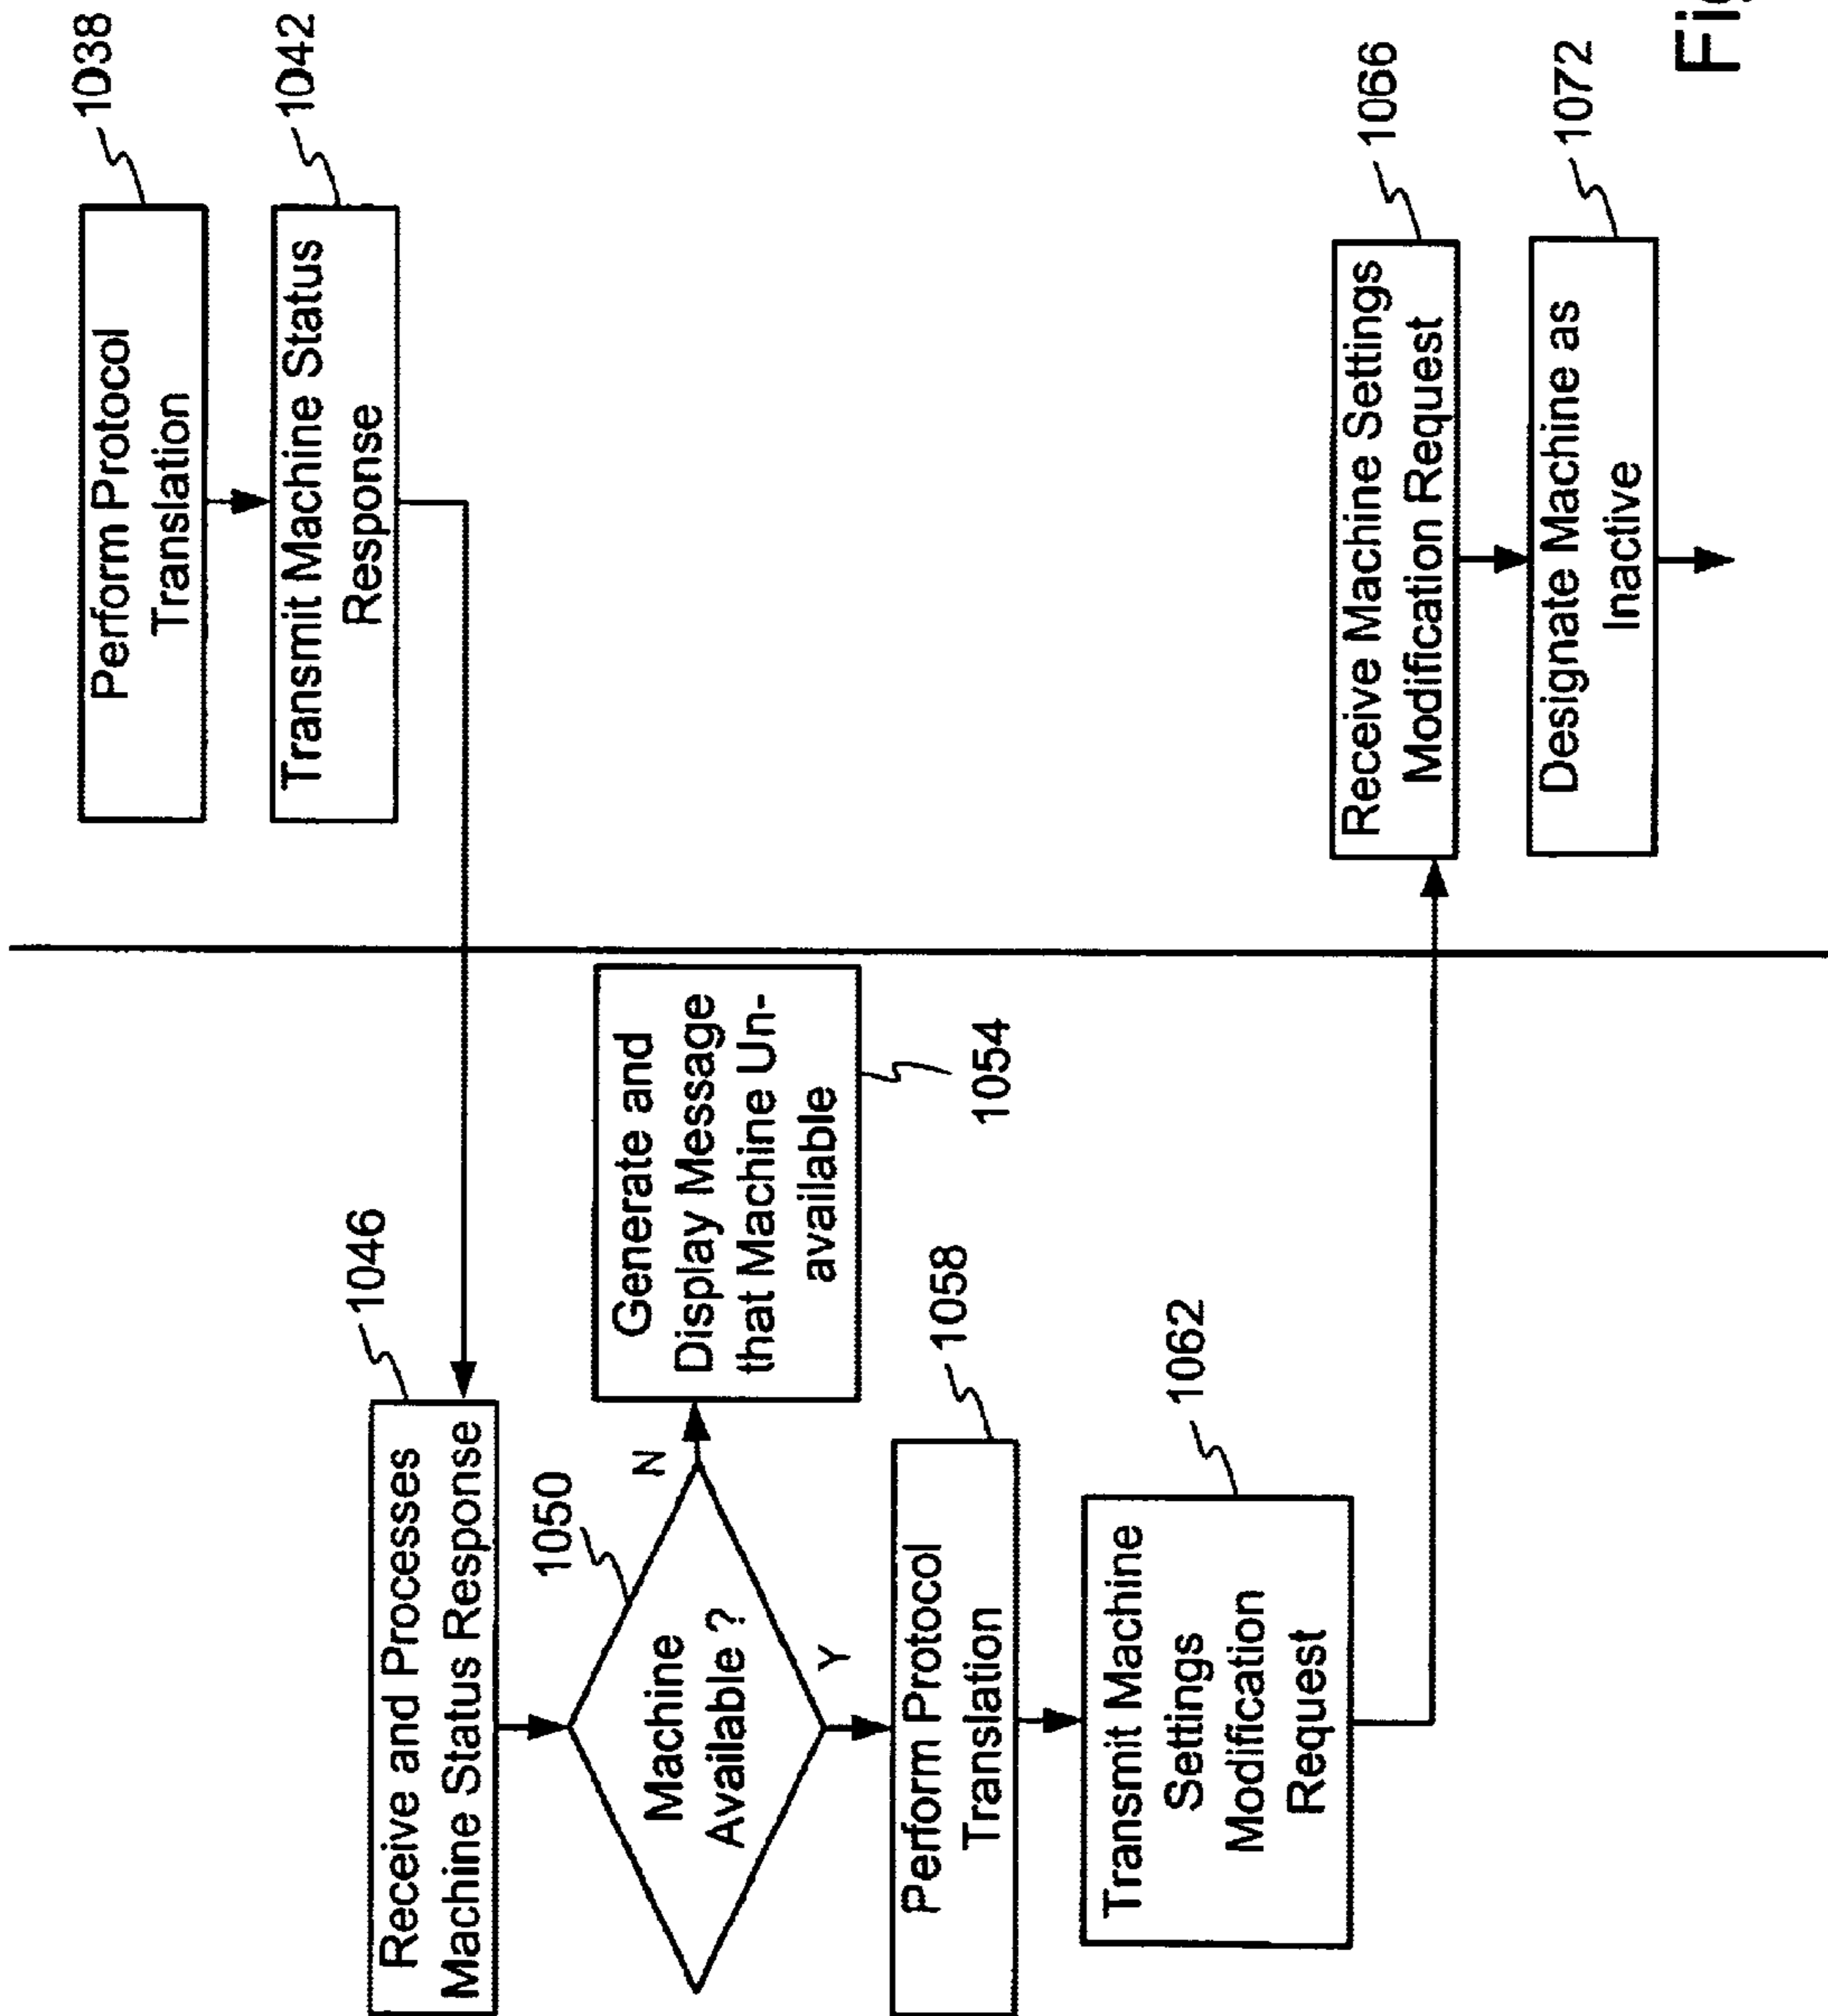 Perform Protocol
Translation
1038
Transmit Machine Status
Response
1042
Receive and Processes
Machine Status Response
1046
Machine
Available ?
1050
N
Generate and
Display Message
that Machine Un-
available
1054
Y
Perform Protocol
Translation
1058
Transmit Machine
Settings
Modification
Request
1062
Receive Machine Settings
Modification Request
1066
Designate Machine as
Inactive
1072